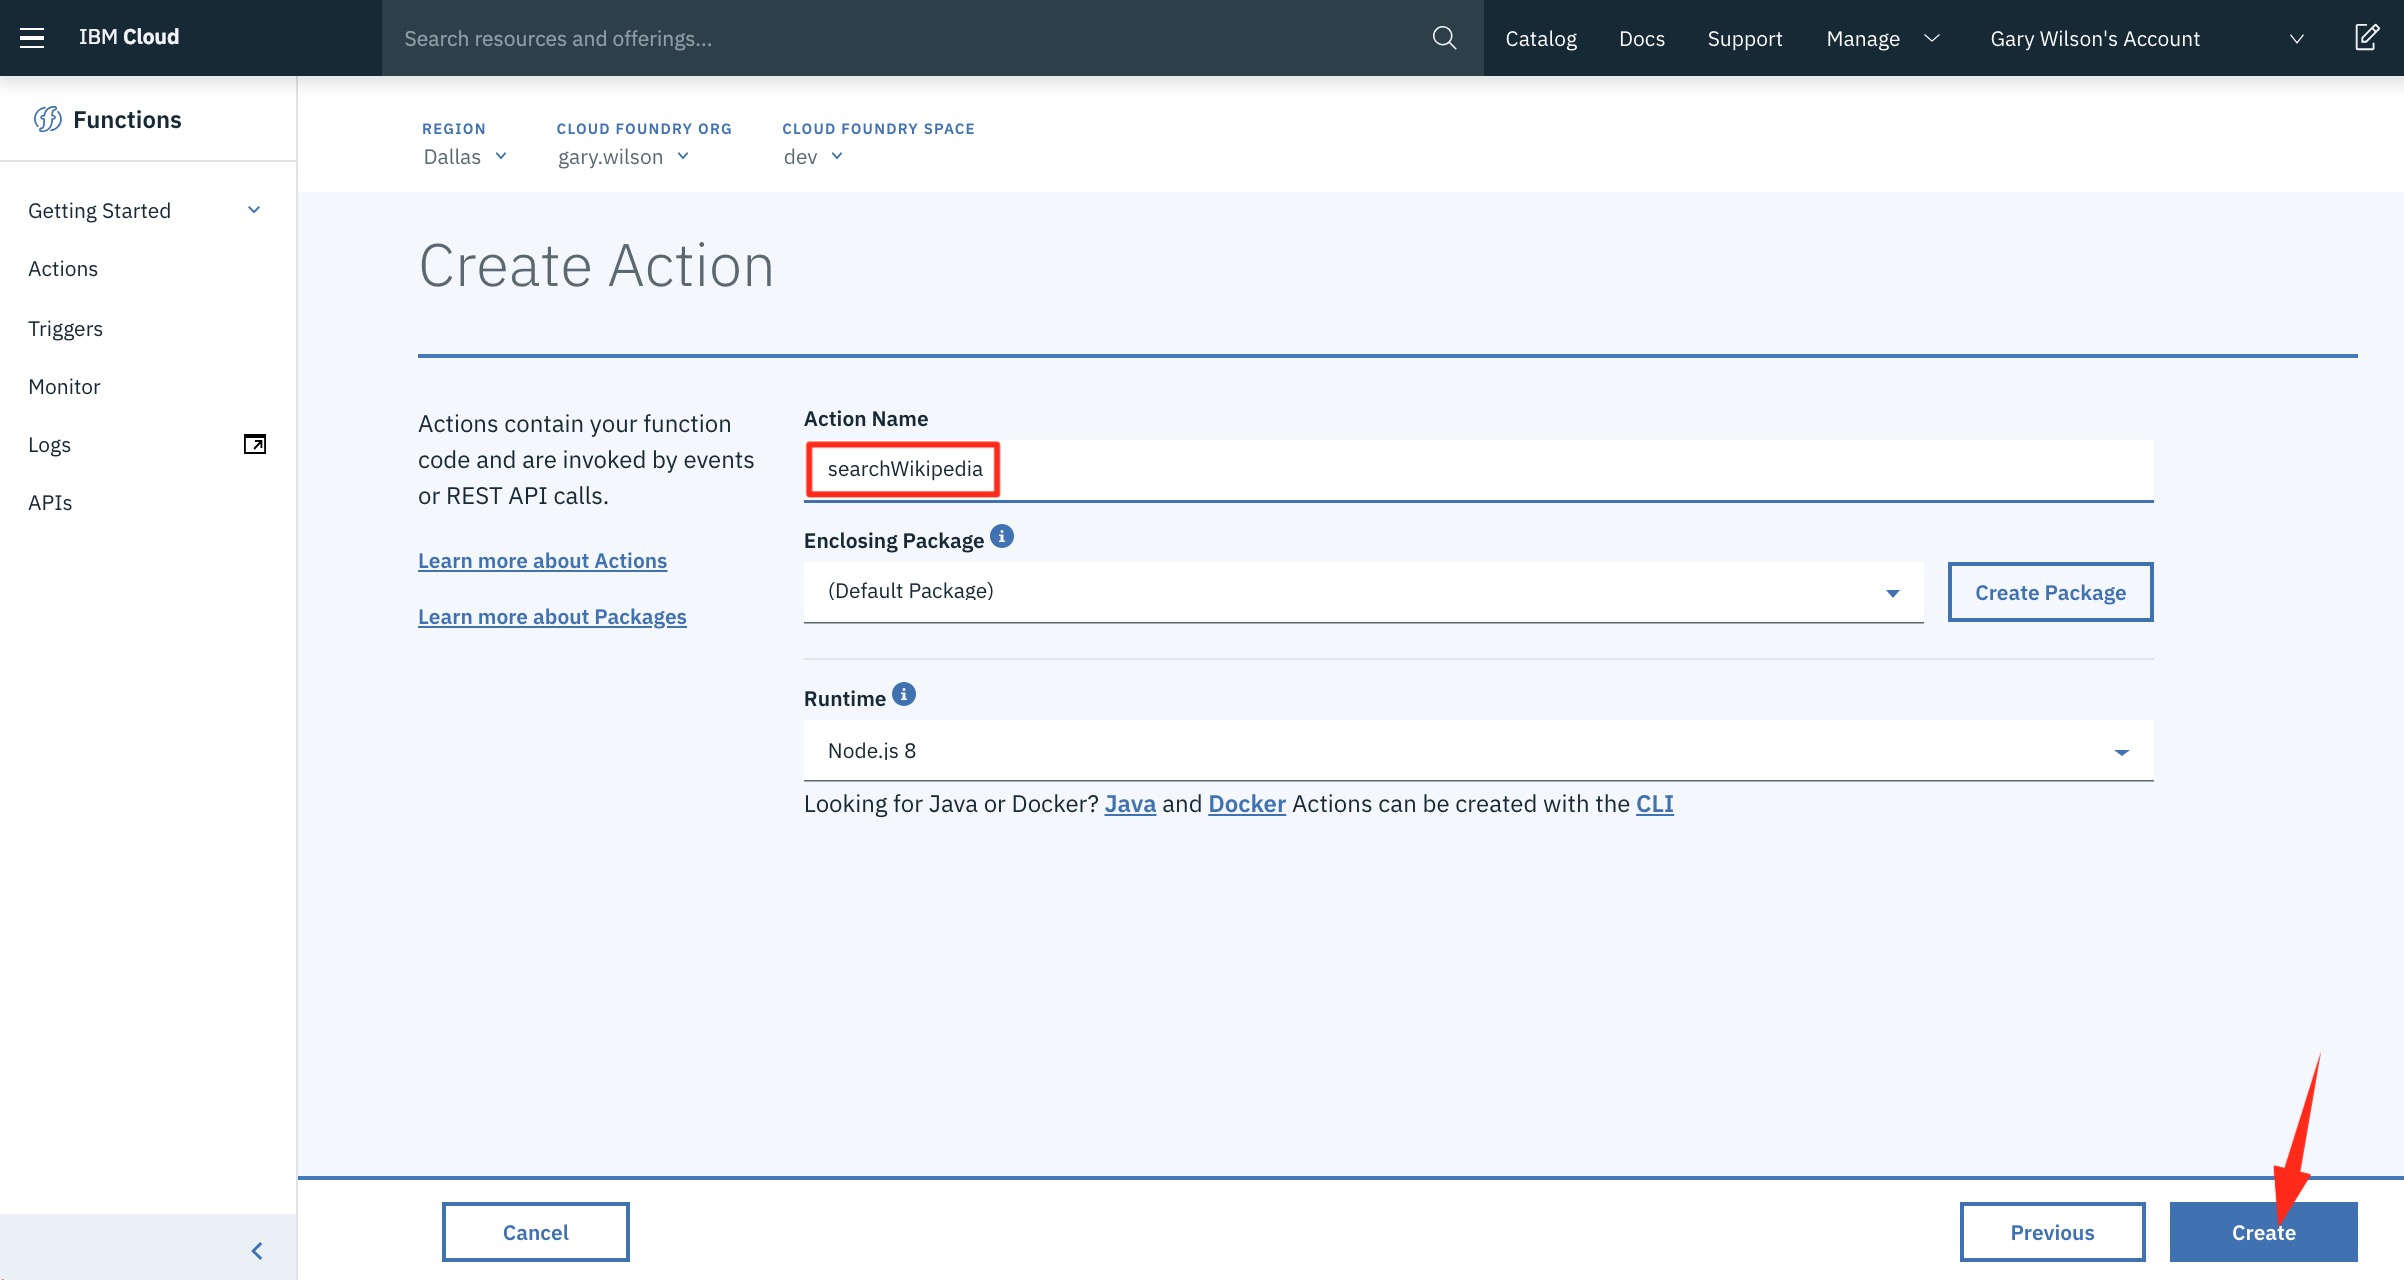 IBM Cloud
Search resources and offerings...
Catalog
Docs
Support
Manage
Gary Wilson's Account
Functions
Getting Started
Actions
Triggers
Monitor
Logs
APIs
REGION
Dallas
CLOUD FOUNDRY ORG
gary.wilson
CLOUD FOUNDRY SPACE
dev
Create Action
Actions contain your function
code and are invoked by events
or REST API calls.
Learn more about Actions
Learn more about Packages
Action Name
searchWikipedia
Enclosing Package
(Default Package)
Create Package
Runtime
Node.js 8
Looking for Java or Docker? Java and Docker Actions can be created with the CLI
Cancel
Previous
Create